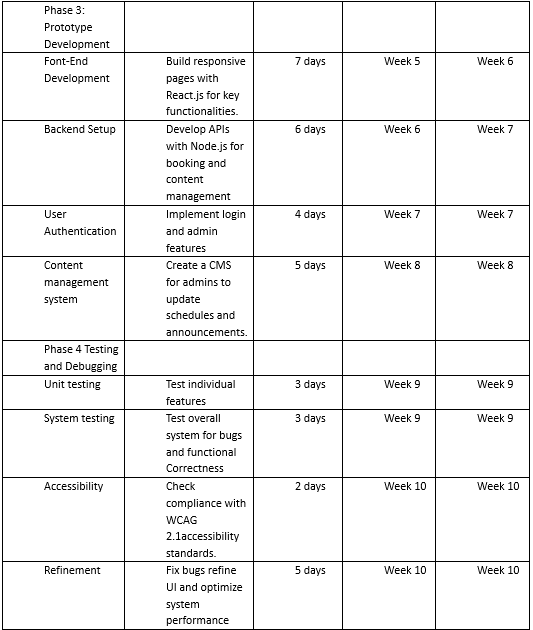 Phase 3:
Prototype
Development
Font-End Build responsive 7 days Week 5 Week 6
Development pages with
React.js for key
functionalities.
Backend Setup Develop APIs 6 days Week 6 Week 7
with Node.js for
booking and
content
management
User Implement login 4 days Week 7 Week 7
Authentication and admin
features
Content Create a CMS 5 days Week 8 Week 8
management for admins to
system update
schedules and
announcements.
Phase 4 Testing
and Debugging
Unit testing Test individual 3 days Week 9 Week 9
features
System testing Test overall 3 days Week 9 Week 9
system for bugs
and functional
Correctness
Accessibility Check 2 days Week 10 Week 10
compliance with
WCAG
2.1accessibility
standards.
Refinement Fix bugs refine 5 days Week 10 Week 10
UI and optimize
system
performance